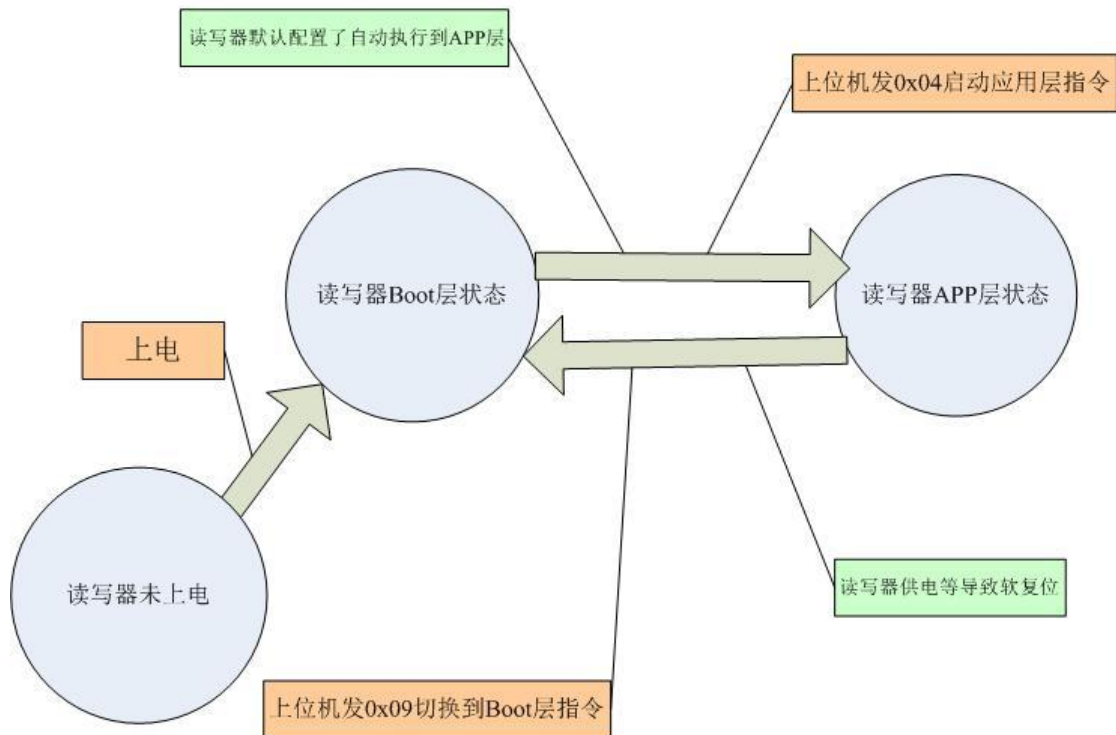 读写器默认配置了自动执行到APP层
上位机发0x04启动应用层指令
读写器Boot层状态
读写器APP层状态
上电
读写器未上电
读写器供电等导致软复位
上位机发0x09切换到Boot层指令